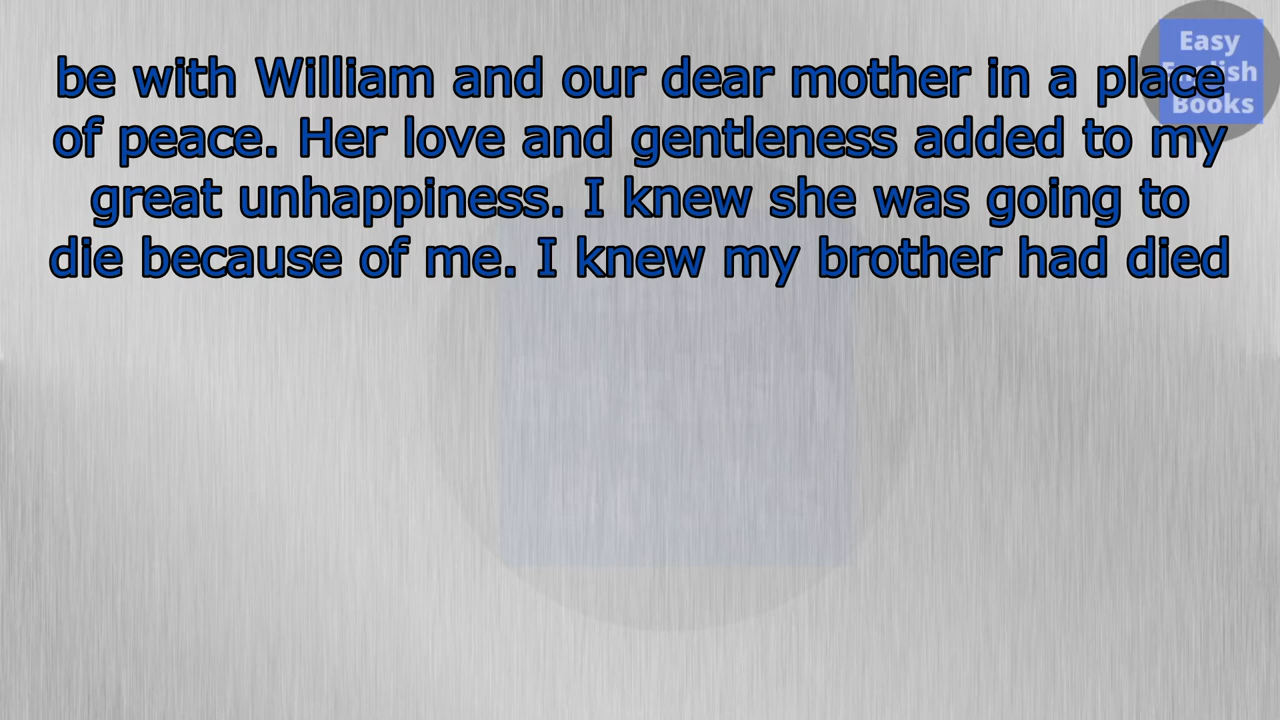 be with William and our dear mother in a place
of peace. Her love and gentleness added to my
great unhappiness. I knew she was going to
die because of me. I knew my brother had died
Easy
English
Books